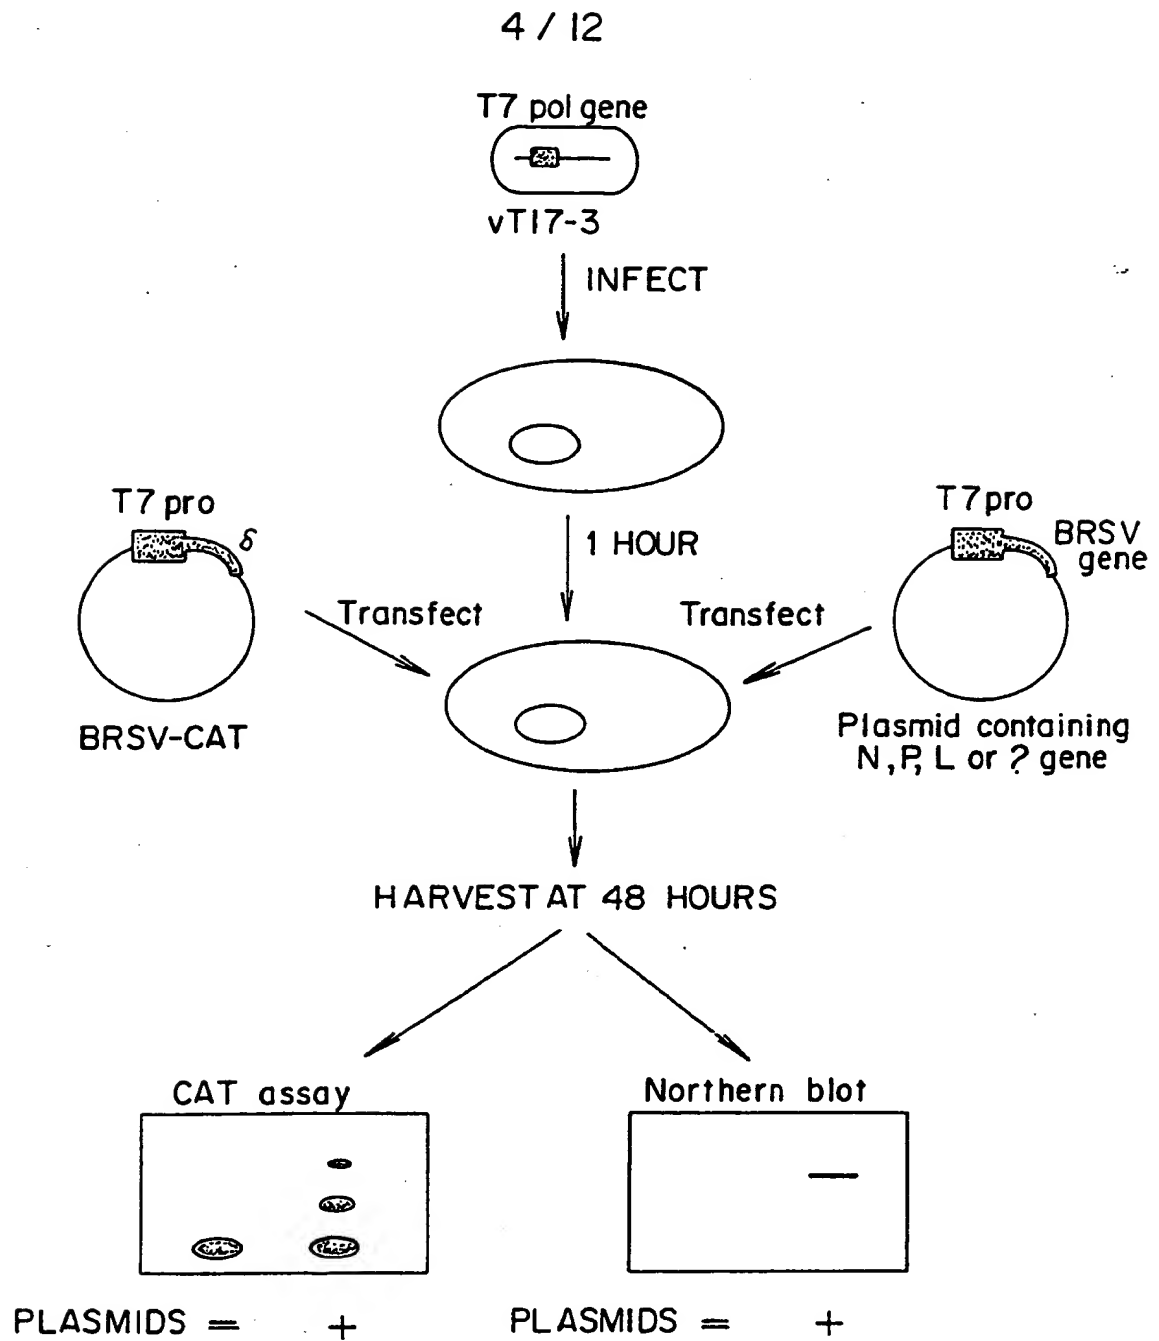 4 / 12
T7 pol gene
vT17-3
INFECT
1 HOUR
T7 pro
δ
Transfect
BRSV-CAT
T7pro
BRSV
gene
Transfect
Plasmid containing
N, P, L or ? gene
HARVEST AT 48 HOURS
CAT assay
Northern blot
PLASMIDS = +
PLASMIDS = +